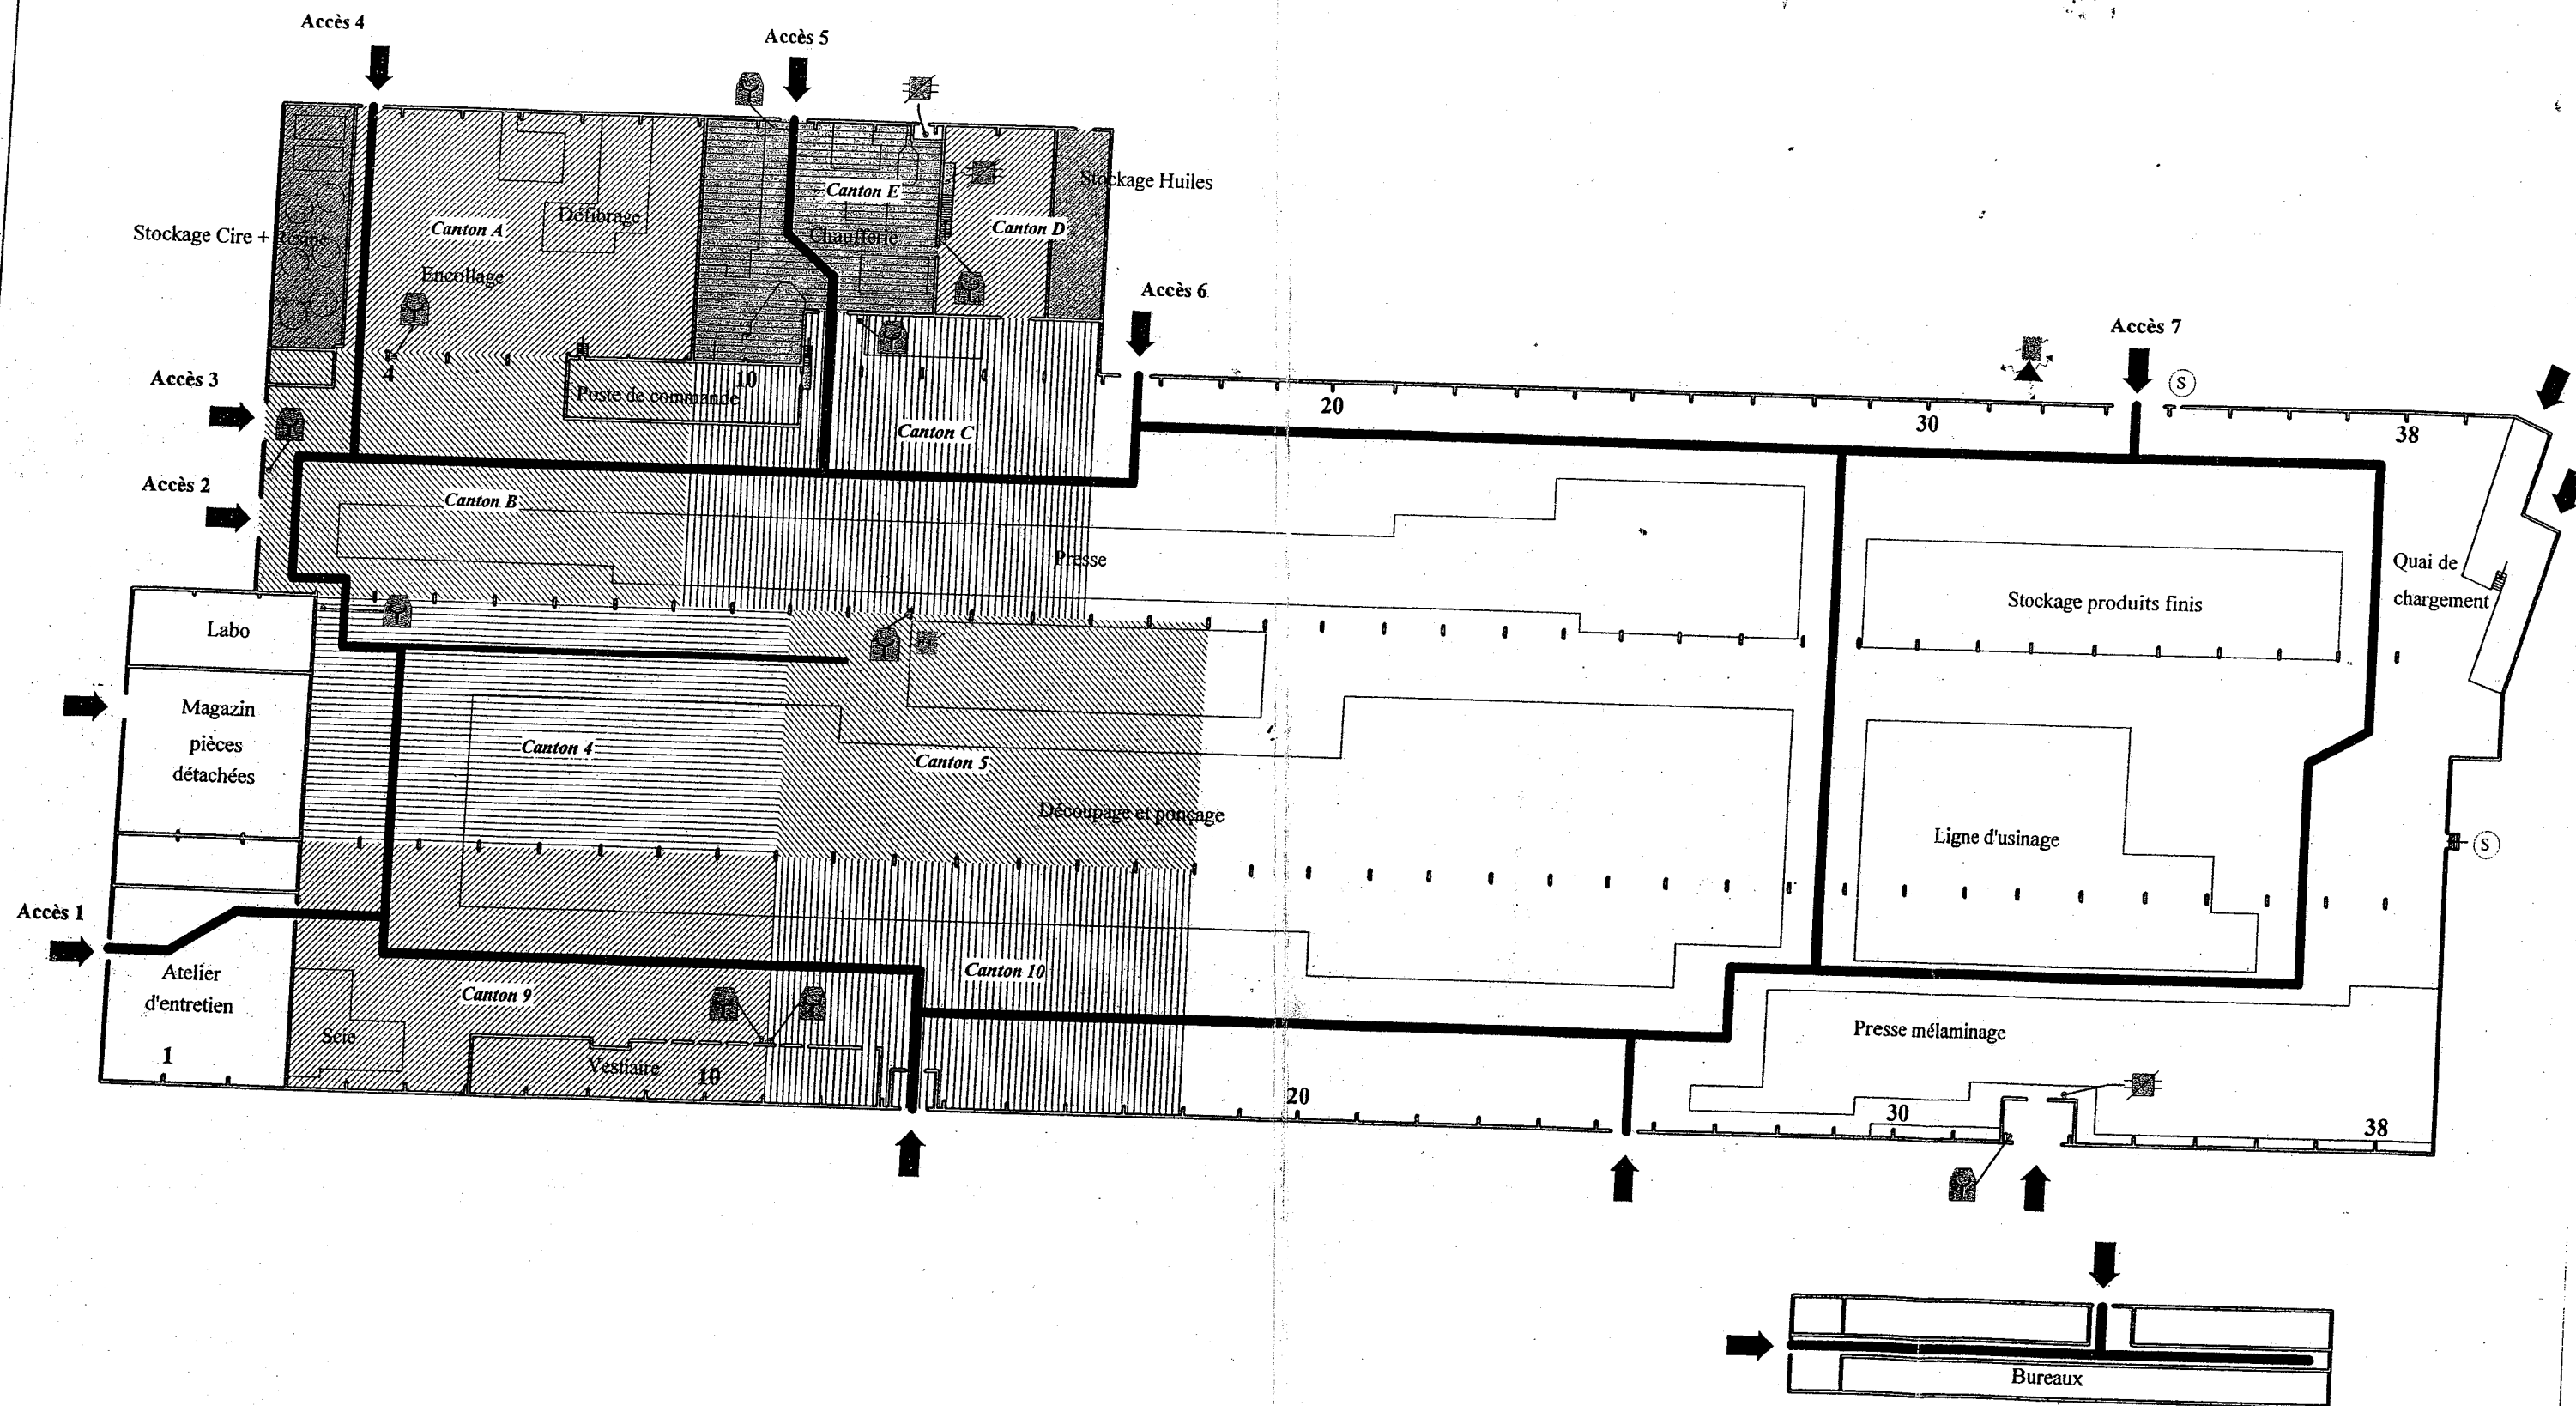 Accès 4
Accès 5
Stockage Huiles
Canton E
Canton A
Défibrage
Canton D
Stockage Cire + Résine
Chaufferie
Encollage
Accès 6
Accès 7
S
Accès 3
4
10
Poste de commande
20
30
38
Canton C
Accès 2
Canton B
Presse
Quai de
chargement
Stockage produits finis
Labo
Magazin
pièces
détachées
Canton 4
Canton 5
Découpage et ponçage
Ligne d'usinage
S
Accès 1
Atelier
d'entretien
Canton 9
Canton 10
Scie
Presse mélaminage
1
Vestiaire
10
20
30
38
Bureaux